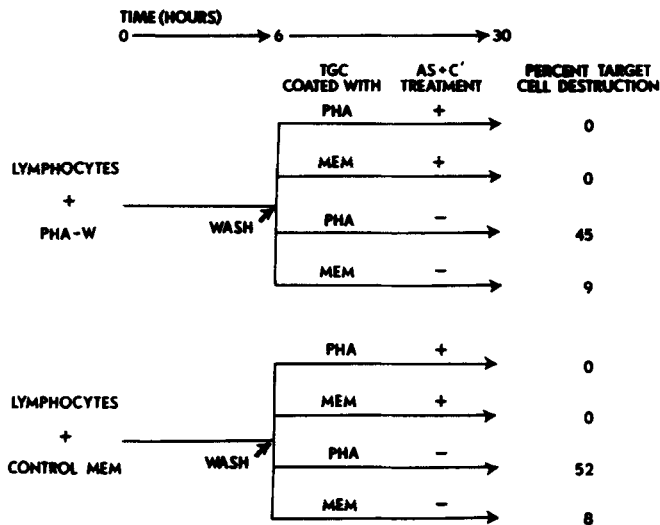 TIME (HOURS)
0 6 30
TGC COATED WITH
AS+C' TREATMENT
PERCENT TARGET CELL DESTRUCTION
LYMPHOCYTES
+
PHA-W
WASH
PHA + 0
MEM + 0
PHA - 45
MEM - 9
LYMPHOCYTES
+
CONTROL MEM
WASH
PHA + 0
MEM + 0
PHA - 52
MEM - 8